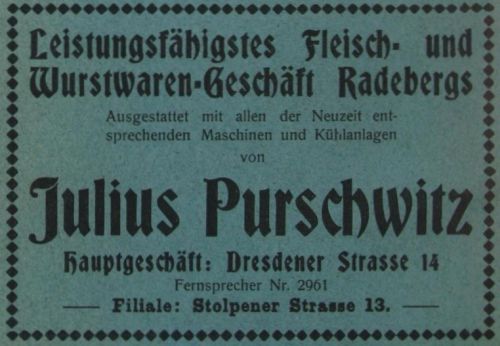 Leistungsfähigstes Fleisch- und
Wurstwaren-Geschäft Radebergs
Ausgestattet mit allen der Neuzeit ent-
sprechenden Maschinen und Kühlanlagen
von
Julius Purschwitz
Hauptgeschäft: Dresdener Strasse 14
Fernsprecher Nr. 2961
— Filiale: Stolpener Strasse 13. —